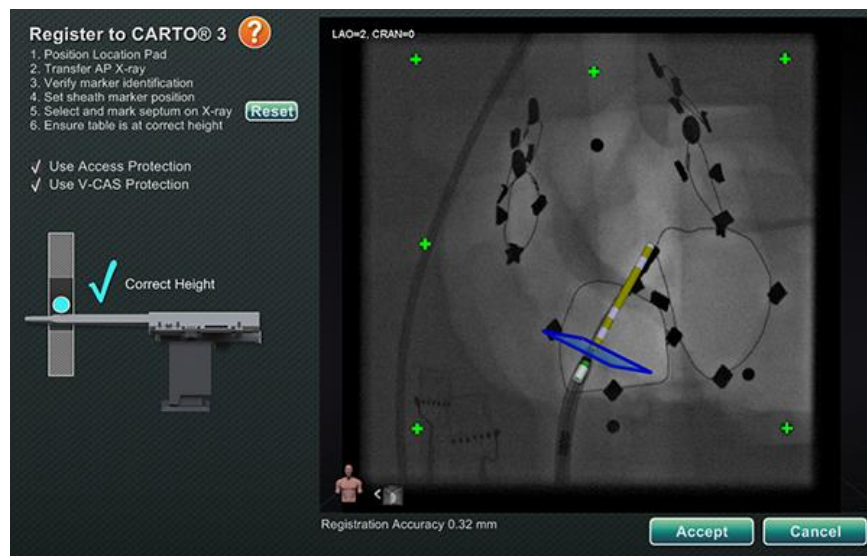 Register to CARTO® 3 ?
1. Position Location Pad
2. Transfer AP X-ray
3. Verify marker identification
4. Set sheath marker position
5. Select and mark septum on X-ray
Reset
6. Ensure table is at correct height
√ Use Access Protection
√ Use V-CAS Protection
Correct Height
LAO=2, CRAN=0
Registration Accuracy 0.32 mm
Accept
Cancel